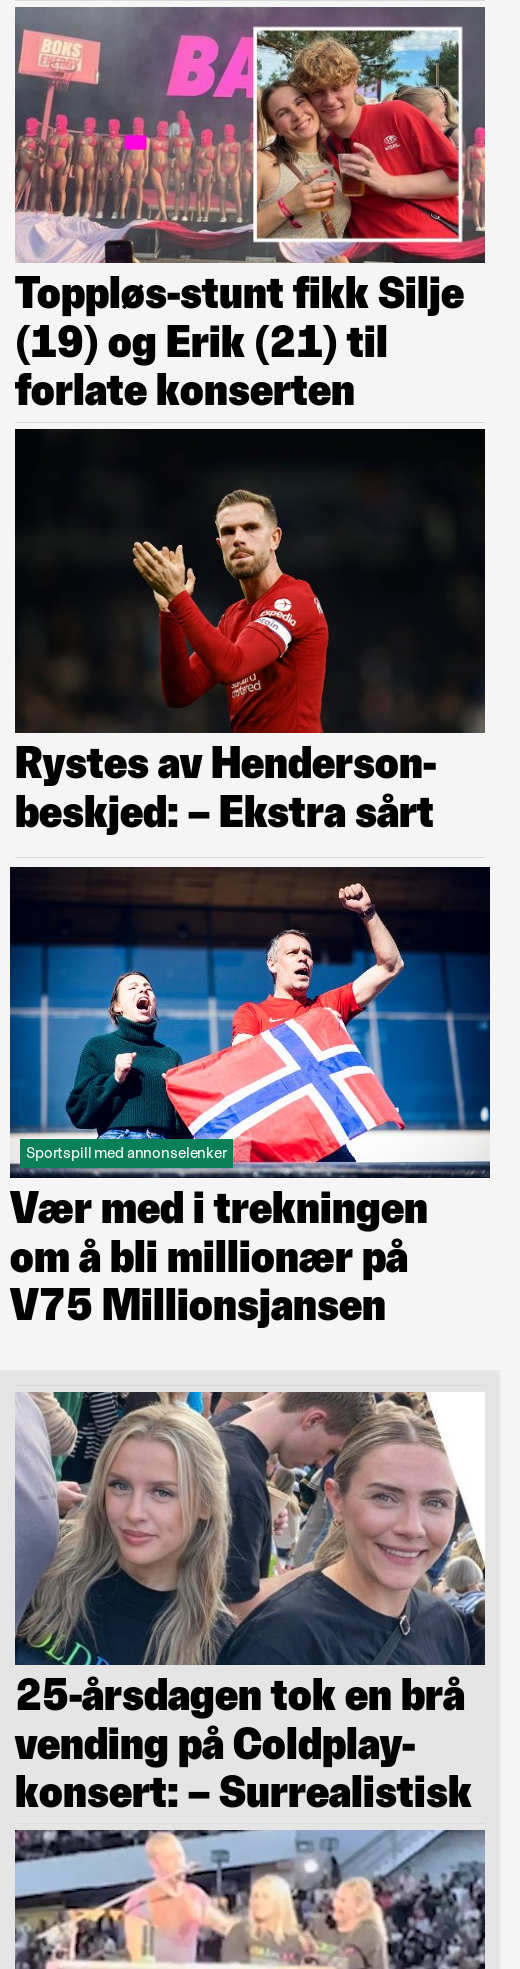 BOKS
ENERGY
BA
Toppløs-stunt fikk Silje
(19) og Erik (21) til
forlate konserten
Expedia
Rystes av Henderson-
beskjed: – Ekstra sårt
Sportspill med annonselenker
Vær med i trekningen
om å bli millionær på
V75 Millionsjansen
25-årsdagen tok en brå
vending på Coldplay-
konsert: – Surrealistisk